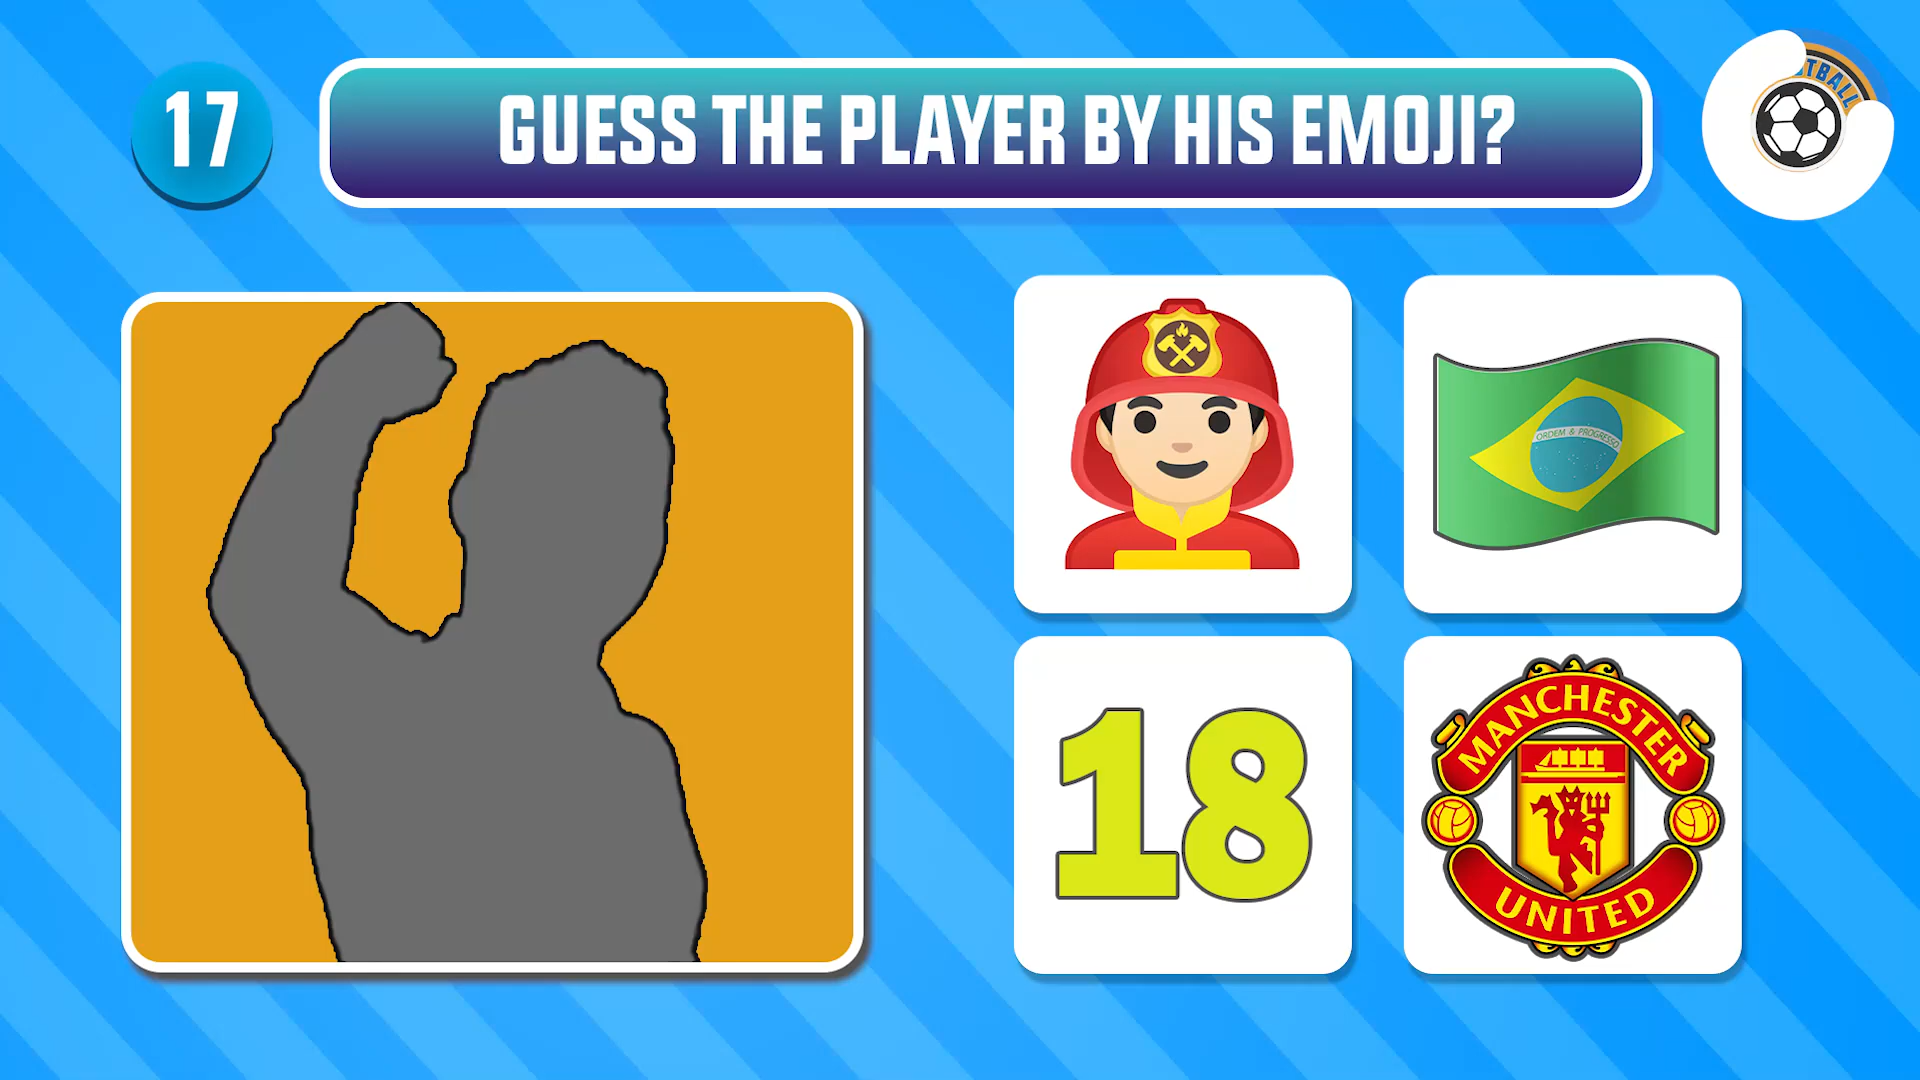 17
GUESS THE PLAYER BY HIS EMOJI?
ORDEM & PROGRESSO
18
MANCHESTER
UNITED